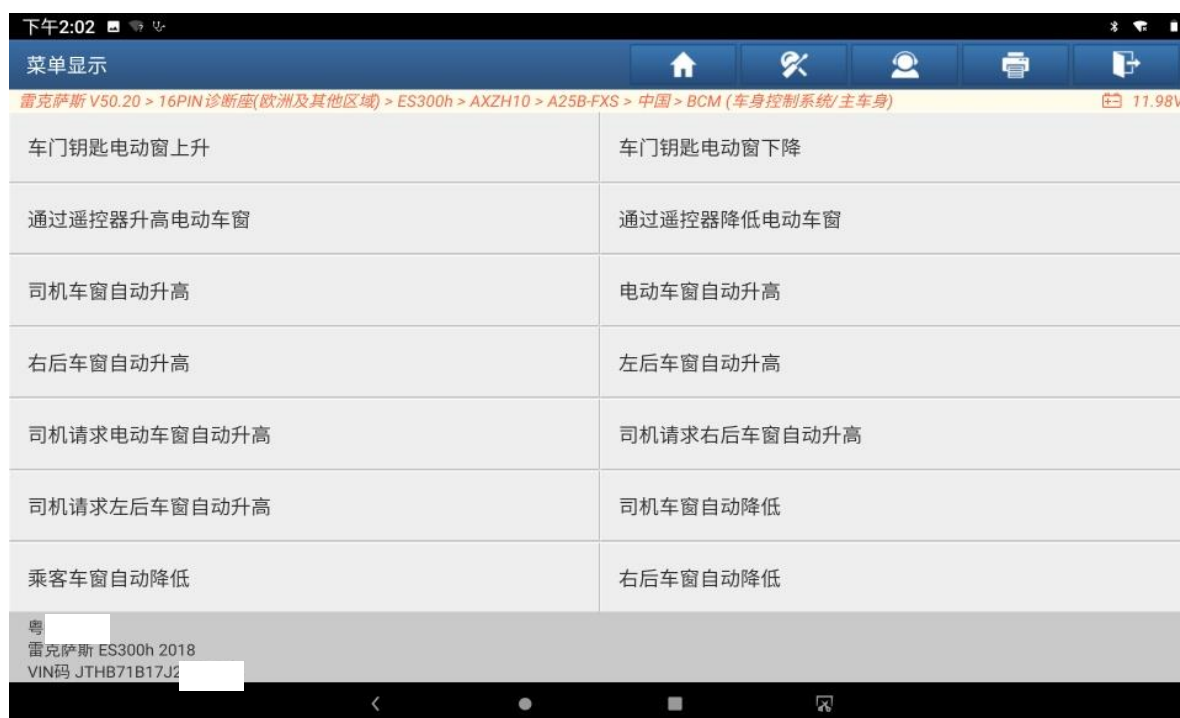 下午2:02
菜单显示
雷克萨斯 V50.20 > 16PIN诊断座(欧洲及其他区域) > ES300h > AXZH10 > A25B-FXS > 中国 > BCM (车身控制系统/主车身) 11.98V
车门钥匙电动窗上升 车门钥匙电动窗下降
通过遥控器升高电动车窗 通过遥控器降低电动车窗
司机车窗自动升高 电动车窗自动升高
右后车窗自动升高 左后车窗自动升高
司机请求电动车窗自动升高 司机请求右后车窗自动升高
司机请求左后车窗自动升高 司机车窗自动降低
乘客车窗自动降低 右后车窗自动降低
粤
雷克萨斯 ES300h 2018
VIN码 JTHB71B17J2